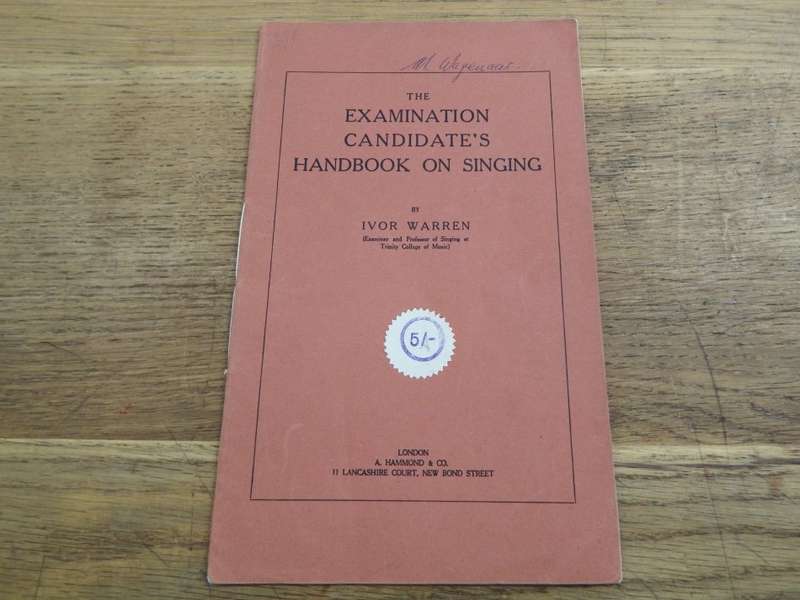 THE
EXAMINATION
CANDIDATE'S
HANDBOOK ON SINGING
BY
IVOR WARREN
(Examiner and Professor of Singing at
Trinity College of Music)
5/-
LONDON
A. HAMMOND & CO.
11 LANCASHIRE COURT, NEW BOND STREET